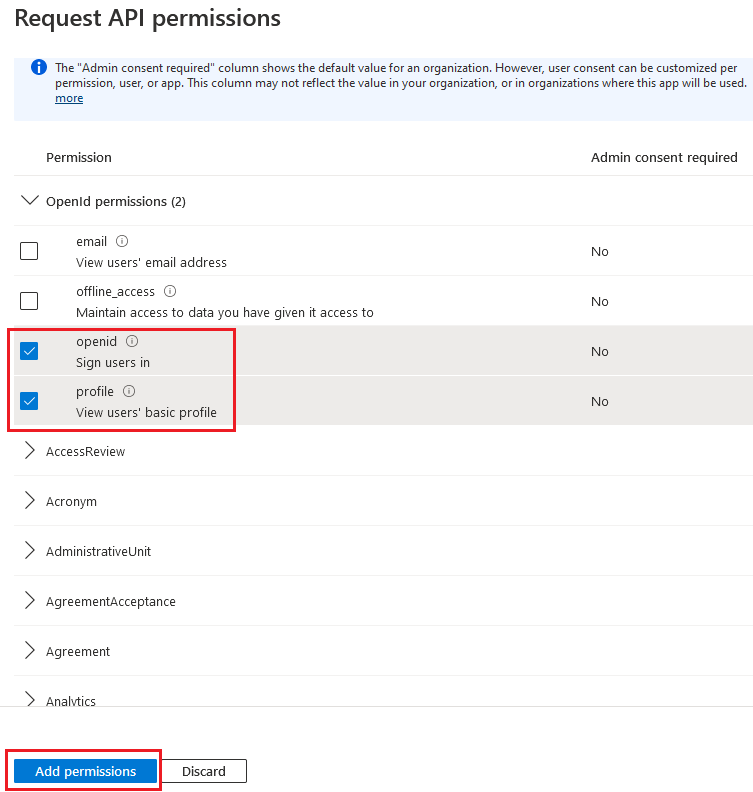 Request API permissions
The "Admin consent required" column shows the default value for an organization. However, user consent can be customized per
permission, user, or app. This column may not reflect the value in your organization, or in organizations where this app will be used.
more
Permission Admin consent required
OpenId permissions (2)
email
View users' email address
No
offline_access
Maintain access to data you have given it access to
No
openid
Sign users in
No
profile
View users' basic profile
No
AccessReview
Acronym
AdministrativeUnit
AgreementAcceptance
Agreement
Analytics
Add permissions Discard